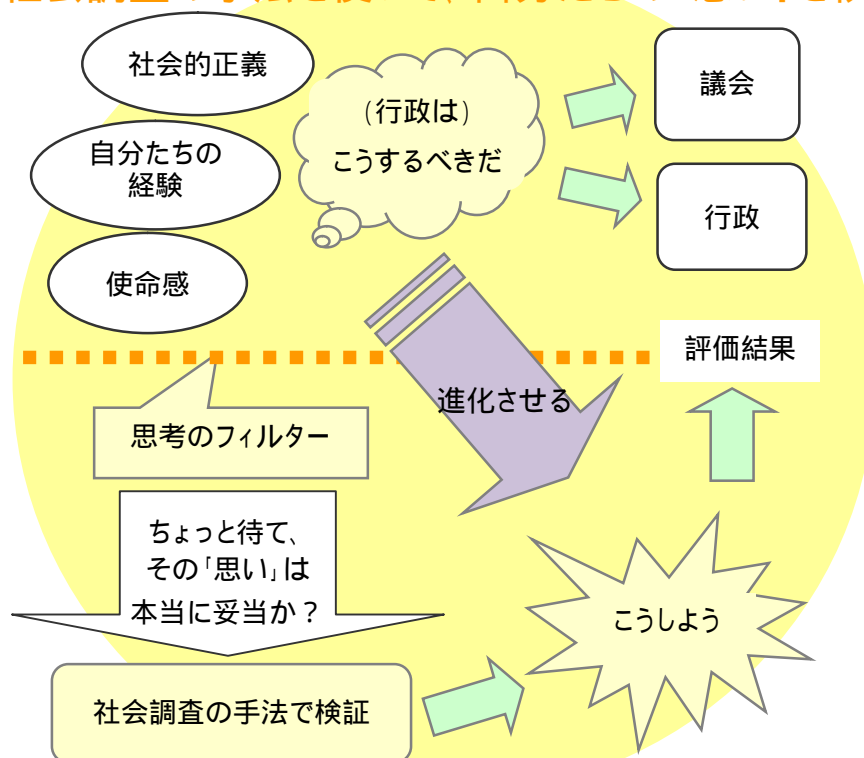 社会的正義
自分たちの
経験
使命感
(行政は)
こうするべきだ
議会
行政
評価結果
進化させる
思考のフィルター
ちょっと待て、
その「思い」は
本当に妥当か？
社会調査の手法で検証
こうしよう